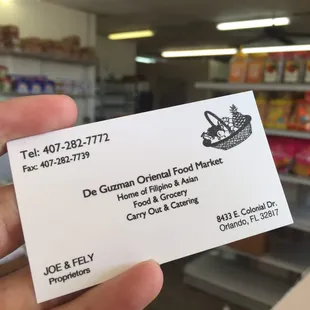 Tel: 407-282-7772
Fax: 407-282-7739
De Guzman Oriental Food Market
Home of Filipino & Asian
Food & Grocery
Carry Out & Catering
8433 E. Colonial Dr.
Orlando, FL. 32817
JOE & FELY
Proprietors